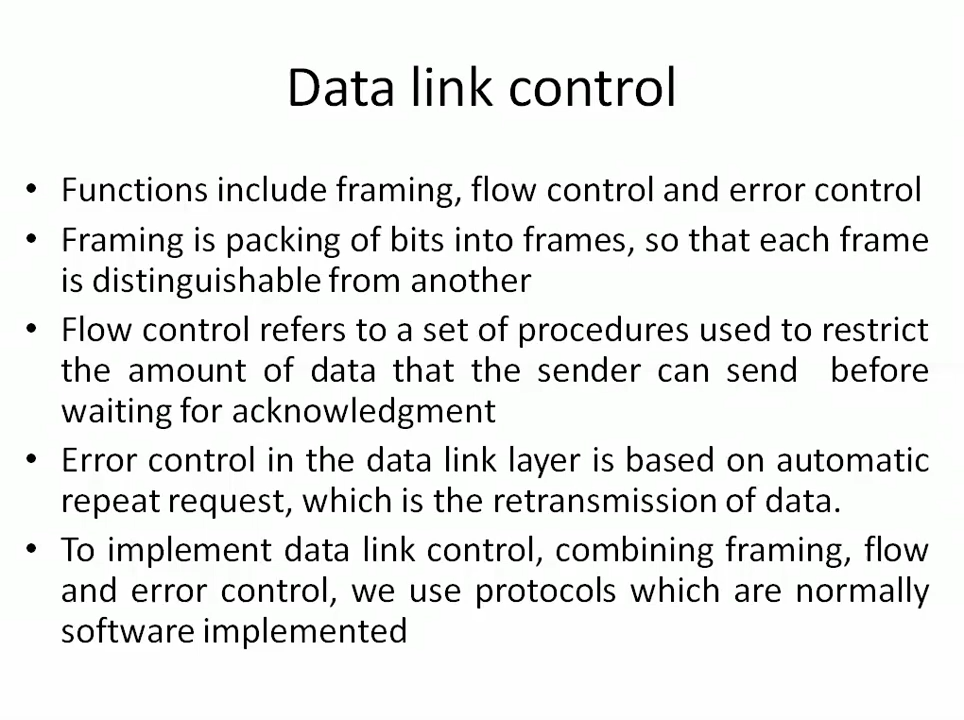 Data link control
• Functions include framing, flow control and error control
• Framing is packing of bits into frames, so that each frame
is distinguishable from another
• Flow control refers to a set of procedures used to restrict
the amount of data that the sender can send before
waiting for acknowledgment
• Error control in the data link layer is based on automatic
repeat request, which is the retransmission of data.
• To implement data link control, combining framing, flow
and error control, we use protocols which are normally
software implemented